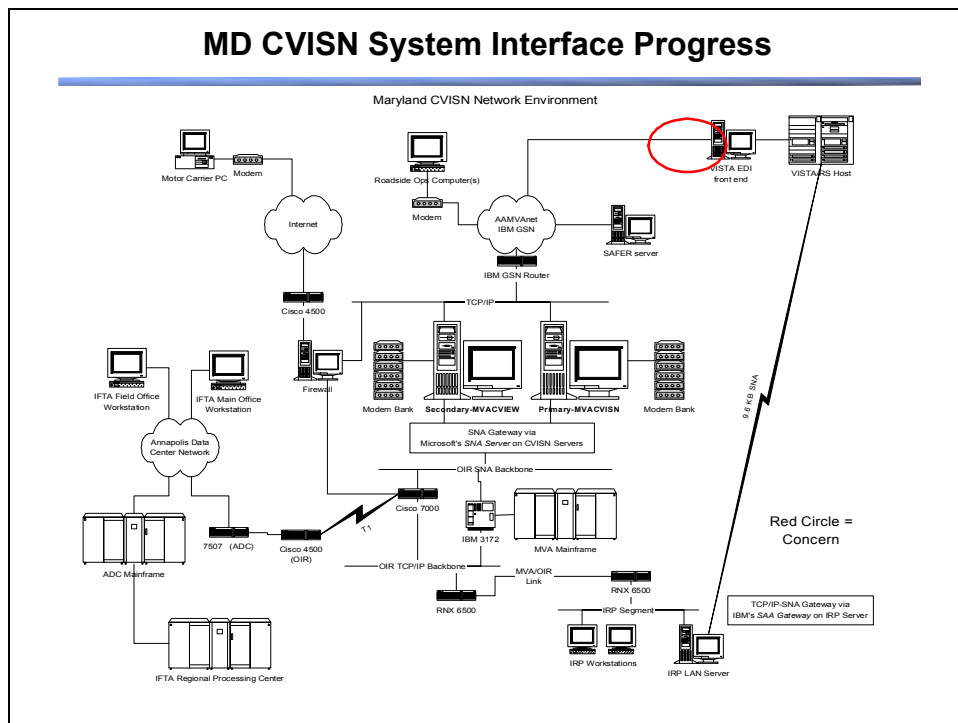 MD CVISN System Interface Progress
Maryland CVISN Network Environment
Motor Carrier PC
Modem
Roadside Ops Computer(s)
Modem
VISTA EDI
front end
VISTA/RS Host
Internet
AAMVAnet
IBM GSN
SAFER server
IBM GSN Router
Cisco 4500
TCP/IP
IFTA Field Office
Workstation
IFTA Main Office
Workstation
Firewall
Modem Bank
Secondary-MVACVIEW
Primary-MVACVISN
Modem Bank
9.6 KB SNA
SNA Gateway via
Microsoft's SNA Server on CVISN Servers
Annapolis Data
Center Network
OIR SNA Backbone
Cisco 7000
T1
IBM 3172
MVA Mainframe
Red Circle =
Concern
ADC Mainframe
7507 (ADC)
Cisco 4500
(OIR)
OIR TCP/IP Backbone
MVA/OIR
Link
RNX 6500
RNX 6500
IRP Segment
TCP/IP-SNA Gateway via
IBM's SAA Gateway on IRP Server
IRP Workstations
IRP LAN Server
IFTA Regional Processing Center